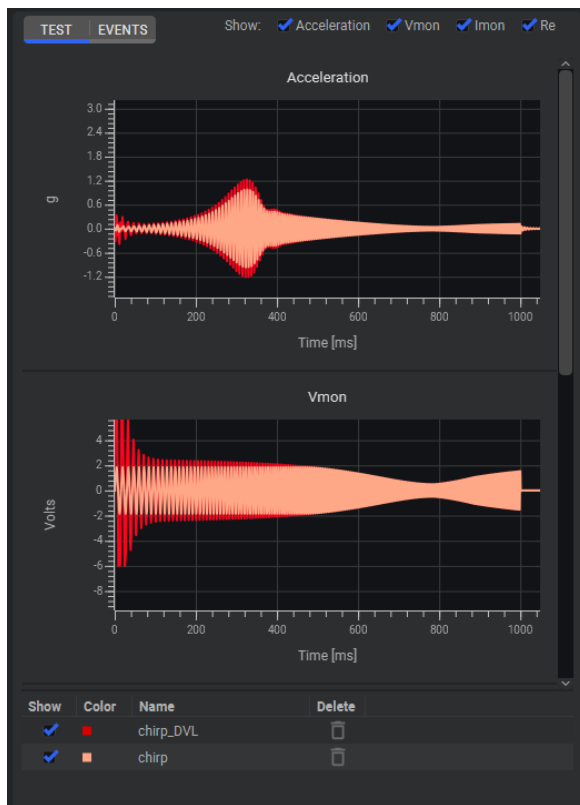 TEST EVENTS Show: Acceleration Vmon Imon Re
Acceleration
3.0
2.4
1.8
1.2
0.6
0.0
-0.6
-1.2
g
0 200 400 600 800 1000
Time [ms]
Vmon
4
2
0
-2
-4
-6
-8
Volts
0 200 400 600 800 1000
Time [ms]
Show Color Name Delete
chirp_DVL
chirp